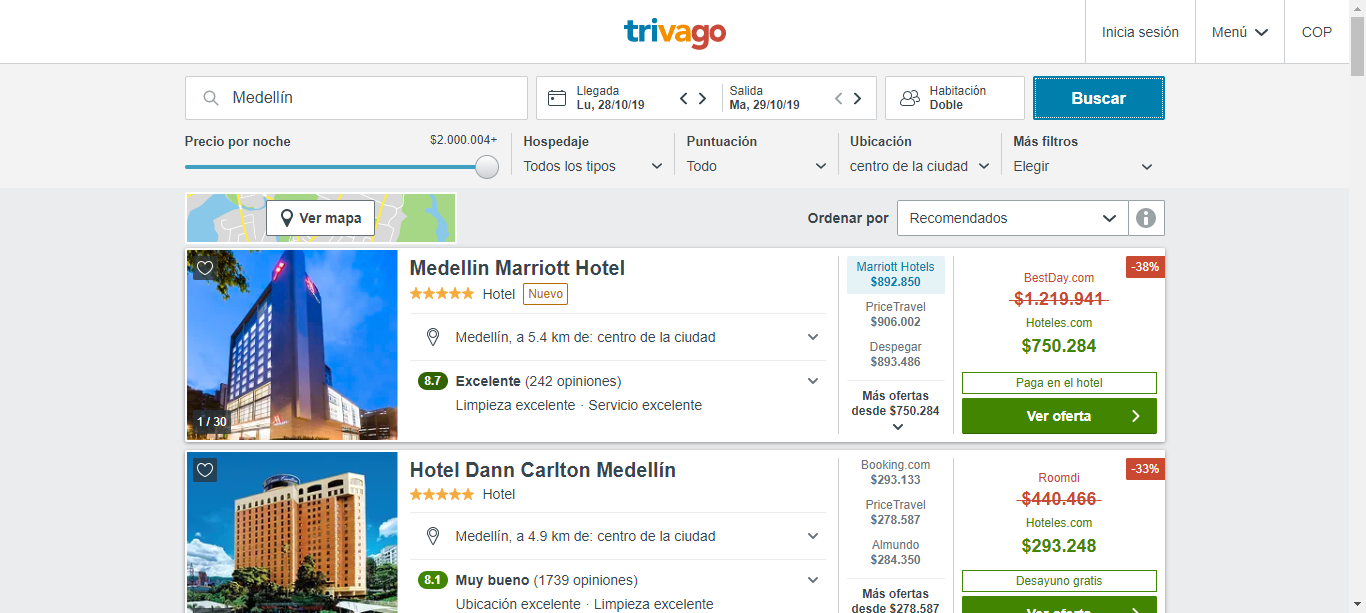 trivago
Inicia sesión
Menú
COP
Medellín
Llegada
Lu, 28/10/19
Salida
Ma, 29/10/19
Habitación
Doble
Buscar
Precio por noche
$2.000.004+
Hospedaje
Todos los tipos
Puntuación
Todo
Ubicación
centro de la ciudad
Más filtros
Elegir
Ver mapa
Ordenar por
Recomendados
Medellin Marriott Hotel
Hotel
Nuevo
Medellín, a 5.4 km de: centro de la ciudad
8.7 Excelente (242 opiniones)
Limpieza excelente · Servicio excelente
1 / 30
Marriott Hotels
$892.850
PriceTravel
$906.002
Despegar
$893.486
Más ofertas
desde $750.284
-38%
BestDay.com
$1.219.941
Hoteles.com
$750.284
Paga en el hotel
Ver oferta
Hotel Dann Carlton Medellín
Hotel
Medellín, a 4.9 km de: centro de la ciudad
8.1 Muy bueno (1739 opiniones)
Ubicación excelente · Limpieza excelente
Booking.com
$293.133
PriceTravel
$278.587
Almundo
$284.350
Más ofertas
desde $278.587
-33%
Roomdi
$440.466
Hoteles.com
$293.248
Desayuno gratis
Ver oferta